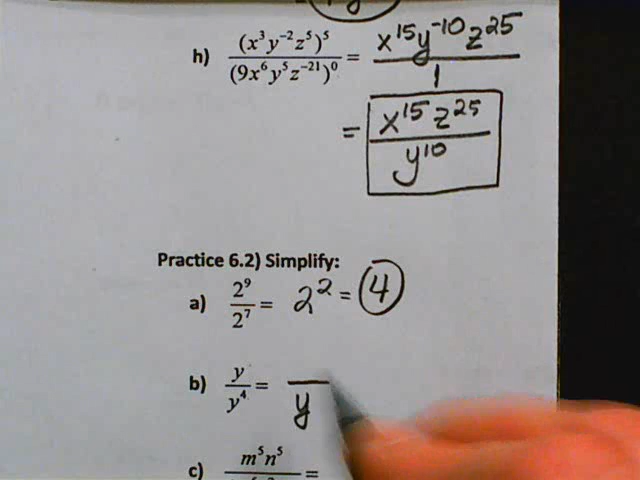 h) (x³y⁻²z⁵)⁵ / (9x⁶y⁵z⁻²¹)⁰ = x¹⁵y⁻¹⁰z²⁵ / 1
= x¹⁵z²⁵ / y¹⁰
Practice 6.2) Simplify:
a) 2⁹ / 2⁷ = 2² = 4
b) y / y⁴ = / y
c) m⁵n⁵ =